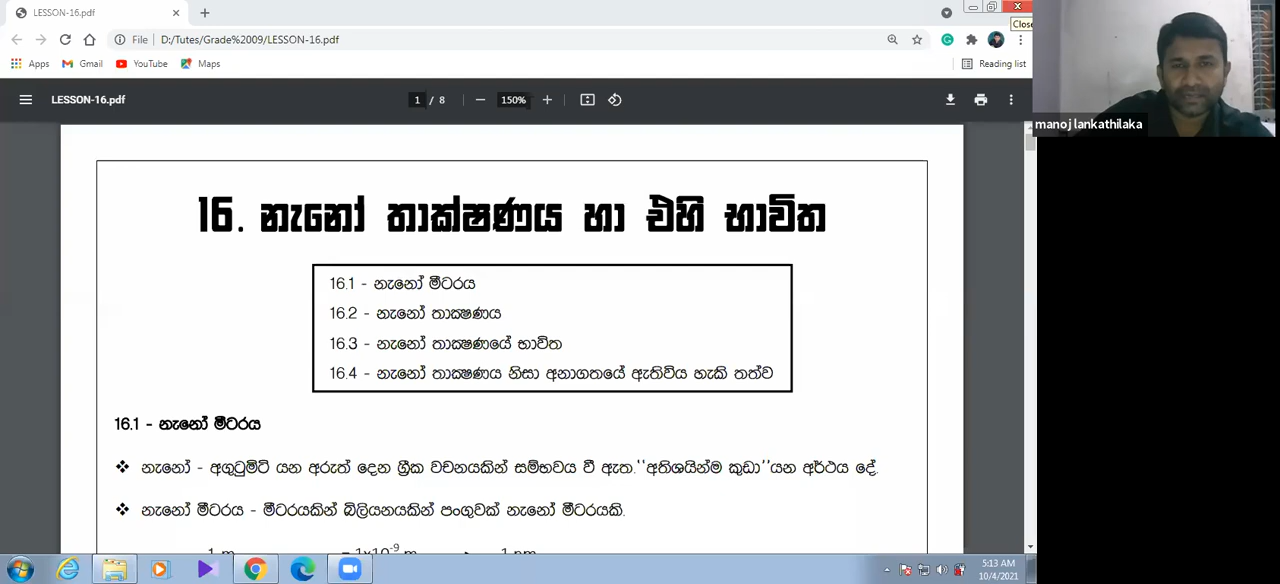 LESSON-16.pdf
Close
File D:/Tutes/Grade%2009/LESSON-16.pdf
Apps Gmail YouTube Maps Reading list
LESSON-16.pdf 1 / 8 150%
manoj lankathilaka
16. නැනෝ තාක්ෂණය හා එහි භාවිත
16.1 - නැනෝ මීටරය
16.2 - නැනෝ තාක්‍ෂණය
16.3 - නැනෝ තාක්‍ෂණයේ භාවිත
16.4 - නැනෝ තාක්‍ෂණය නිසා අනාගතයේ ඇතිවිය හැකි තත්ව
16.1 - නැනෝ මීටරය
❖ නැනෝ - අගුටුමිටි යන අරුත් දෙන ග්‍රීක වචනයකින් සම්භවය වී ඇත.‘‘අතිශයින්ම කුඩා’’යන අර්ථය දේ.
❖ නැනෝ මීටරය - මීටරයකින් බිලියනයකින් පංගුවක් නැනෝ මීටරයකි.
5:13 AM
10/4/2021